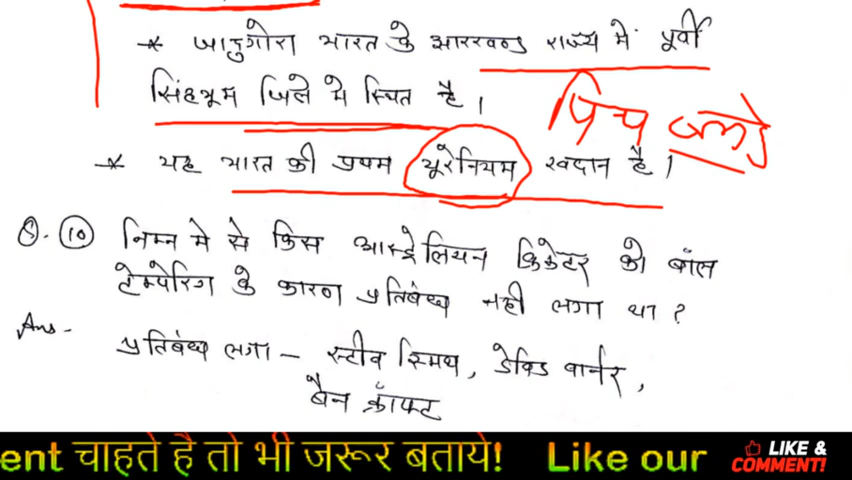 * जादुगोरा भारत के झारखण्ड राज्य में पूर्वी
सिंहभूम जिले मे स्थित है।
पिच ब्लेंड
* यह भारत की प्रथम यूरेनियम खदान है।
Q. 10 निम्न मे से किस आस्ट्रेलियन क्रिकेटर को बॉल
टेम्परिंग के कारण प्रतिबंध नही लगा था?
Ans- प्रतिबंध लगा - स्टीव स्मिथ, डेविड वार्नर,
बैन क्रॉफ्ट
ent चाहते है तो भी जरूर बताये! Like our
LIKE &
COMMENT!